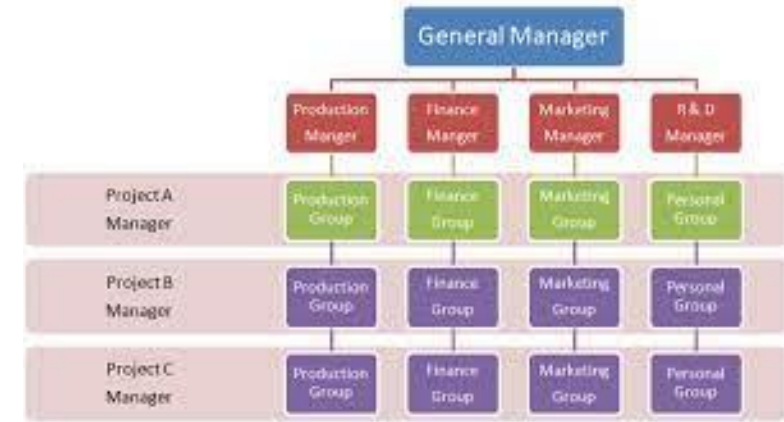 General Manager
Production
Manger
Finance
Manger
Marketing
Manager
R & D
Manager
Project A
Manager
Production
Group
Finance
Group
Marketing
Group
Personal
Group
Project B
Manager
Production
Group
Finance
Group
Marketing
Group
Personal
Group
Project C
Manager
Production
Group
Finance
Group
Marketing
Group
Personal
Group